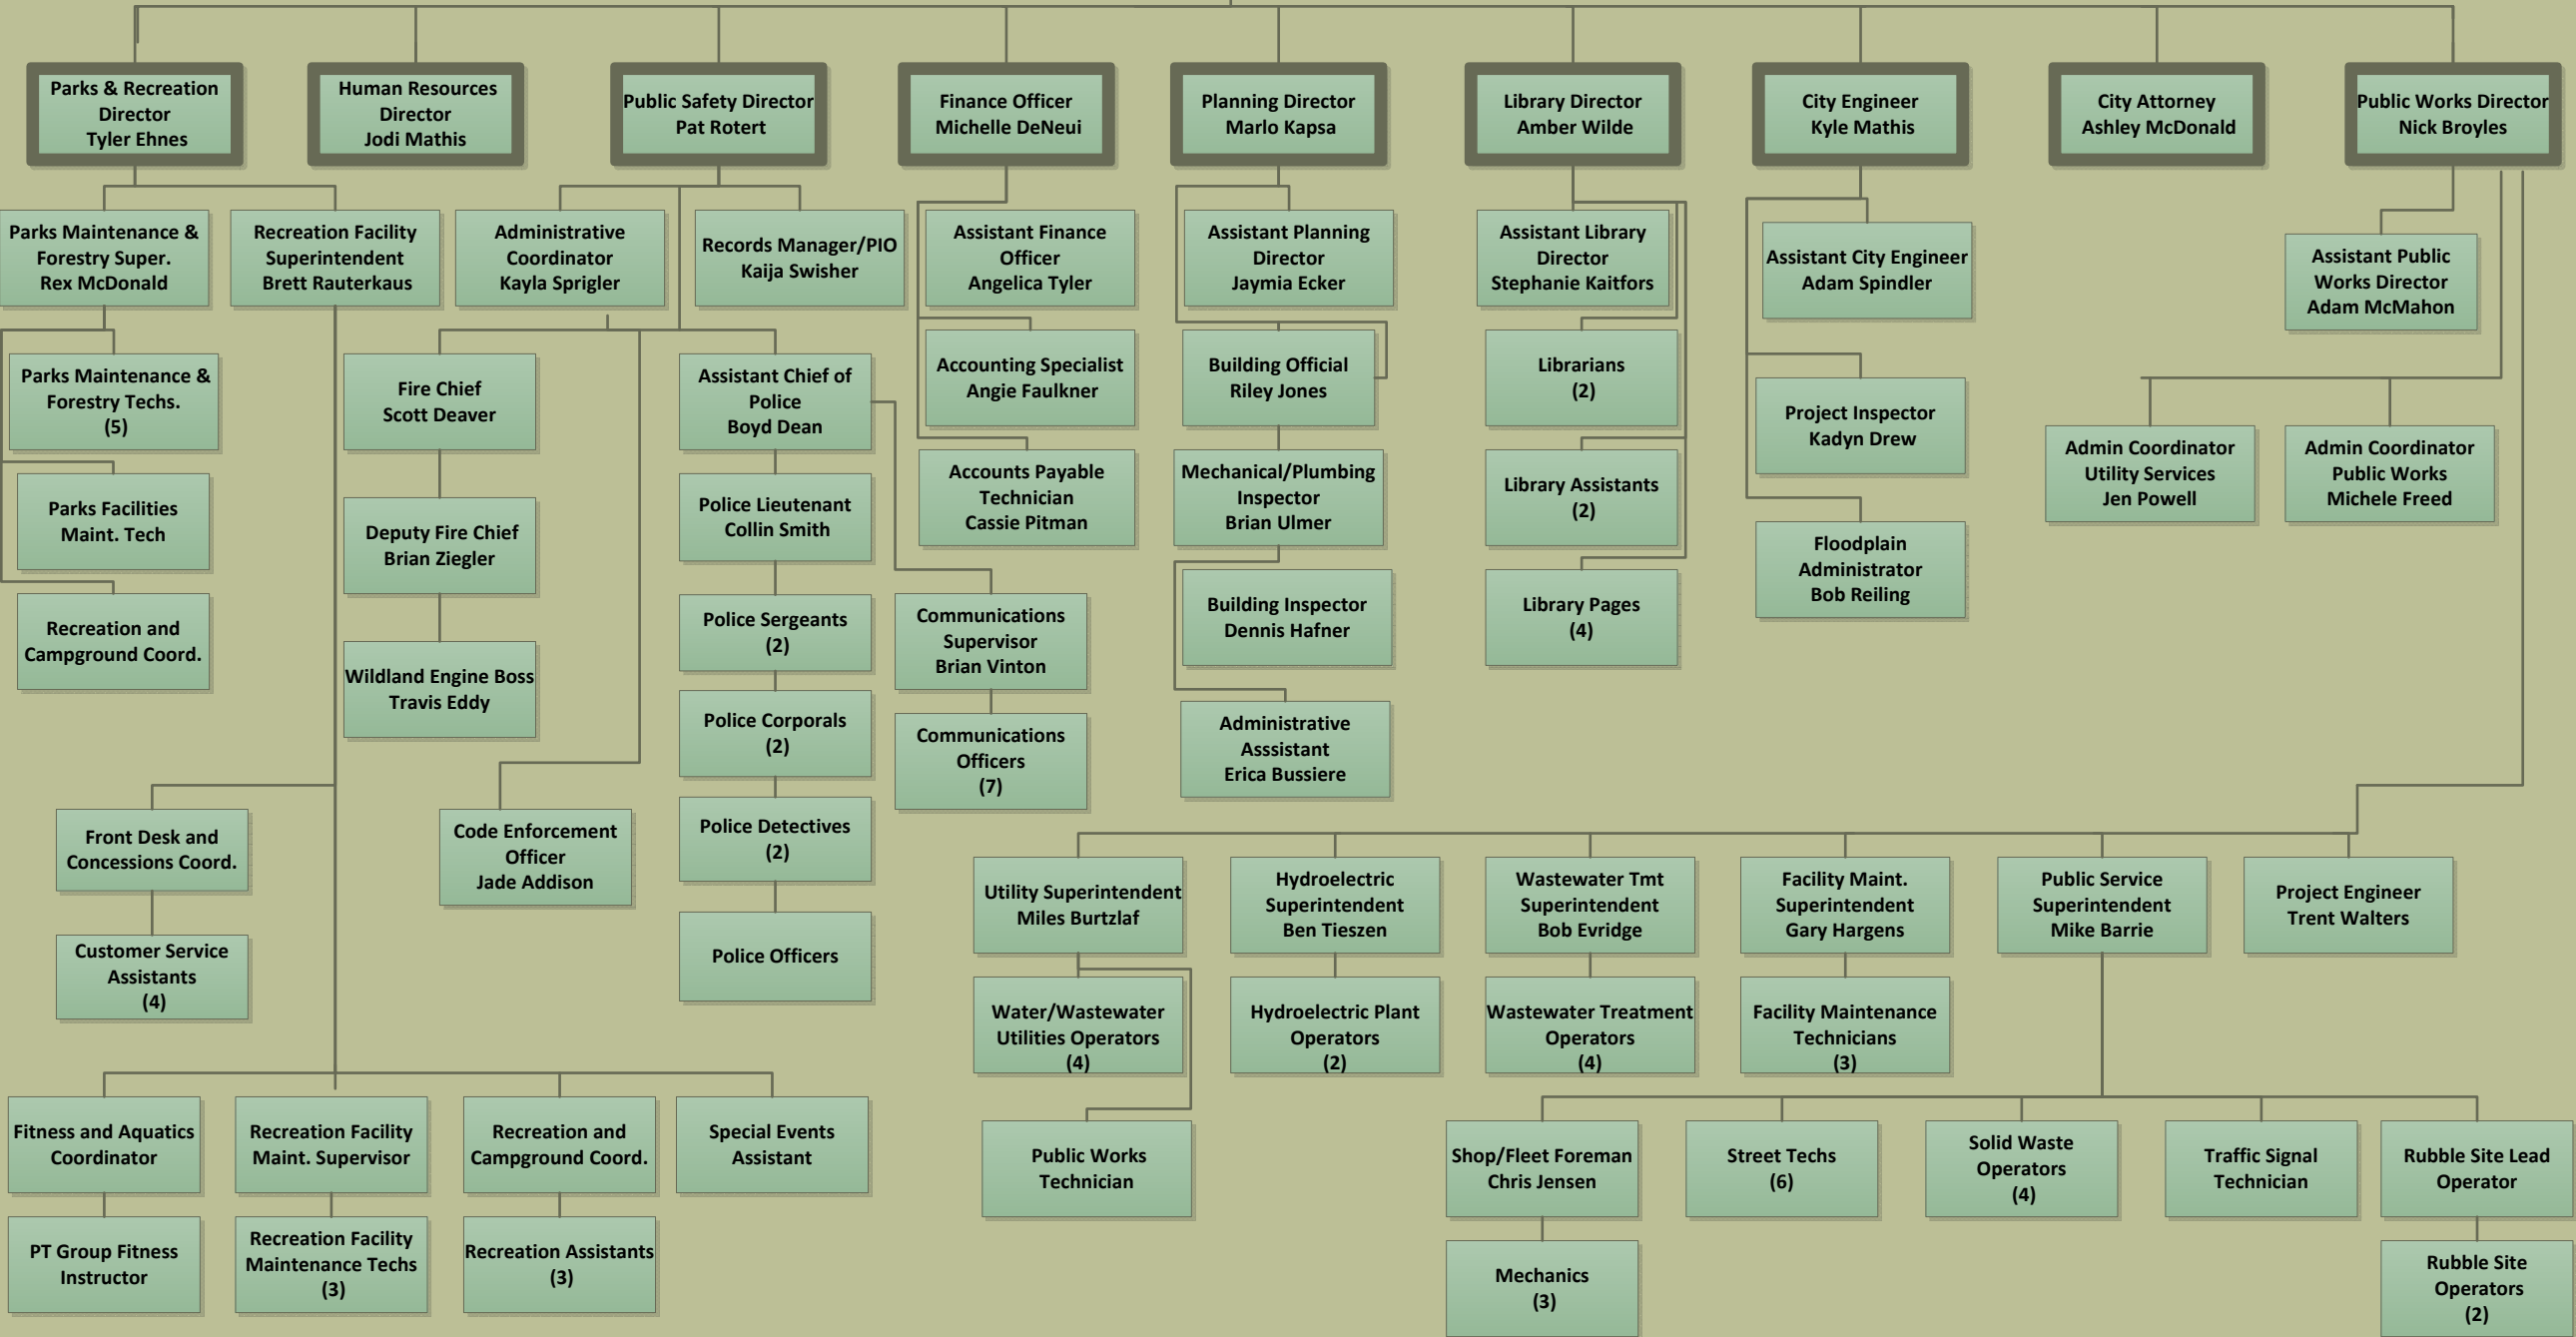 Parks & Recreation
Director
Tyler Ehnes
Human Resources
Director
Jodi Mathis
Public Safety Director
Pat Rotert
Finance Officer
Michelle DeNeui
Planning Director
Marlo Kapsa
Library Director
Amber Wilde
City Engineer
Kyle Mathis
City Attorney
Ashley McDonald
Public Works Director
Nick Broyles
Parks Maintenance &
Forestry Super.
Rex McDonald
Recreation Facility
Superintendent
Brett Rauterkaus
Administrative
Coordinator
Kayla Sprigler
Records Manager/PIO
Kaija Swisher
Assistant Finance
Officer
Angelica Tyler
Assistant Planning
Director
Jaymia Ecker
Assistant Library
Director
Stephanie Kaitfors
Assistant City Engineer
Adam Spindler
Assistant Public
Works Director
Adam McMahon
Parks Maintenance &
Forestry Techs.
(5)
Fire Chief
Scott Deaver
Assistant Chief of
Police
Boyd Dean
Accounting Specialist
Angie Faulkner
Building Official
Riley Jones
Librarians
(2)
Project Inspector
Kadyn Drew
Admin Coordinator
Utility Services
Jen Powell
Admin Coordinator
Public Works
Michele Freed
Parks Facilities
Maint. Tech
Deputy Fire Chief
Brian Ziegler
Police Lieutenant
Collin Smith
Accounts Payable
Technician
Cassie Pitman
Mechanical/Plumbing
Inspector
Brian Ulmer
Library Assistants
(2)
Floodplain
Administrator
Bob Reiling
Recreation and
Campground Coord.
Wildland Engine Boss
Travis Eddy
Police Sergeants
(2)
Communications
Supervisor
Brian Vinton
Building Inspector
Dennis Hafner
Library Pages
(4)
Police Corporals
(2)
Communications
Officers
(7)
Administrative
Asssistant
Erica Bussiere
Front Desk and
Concessions Coord.
Code Enforcement
Officer
Jade Addison
Police Detectives
(2)
Utility Superintendent
Miles Burtzlaf
Hydroelectric
Superintendent
Ben Tieszen
Wastewater Tmt
Superintendent
Bob Evridge
Facility Maint.
Superintendent
Gary Hargens
Public Service
Superintendent
Mike Barrie
Project Engineer
Trent Walters
Customer Service
Assistants
(4)
Police Officers
Water/Wastewater
Utilities Operators
(4)
Hydroelectric Plant
Operators
(2)
Wastewater Treatment
Operators
(4)
Facility Maintenance
Technicians
(3)
Fitness and Aquatics
Coordinator
Recreation Facility
Maint. Supervisor
Recreation and
Campground Coord.
Special Events
Assistant
Public Works
Technician
Shop/Fleet Foreman
Chris Jensen
Street Techs
(6)
Solid Waste
Operators
(4)
Traffic Signal
Technician
Rubble Site Lead
Operator
PT Group Fitness
Instructor
Recreation Facility
Maintenance Techs
(3)
Recreation Assistants
(3)
Mechanics
(3)
Rubble Site
Operators
(2)